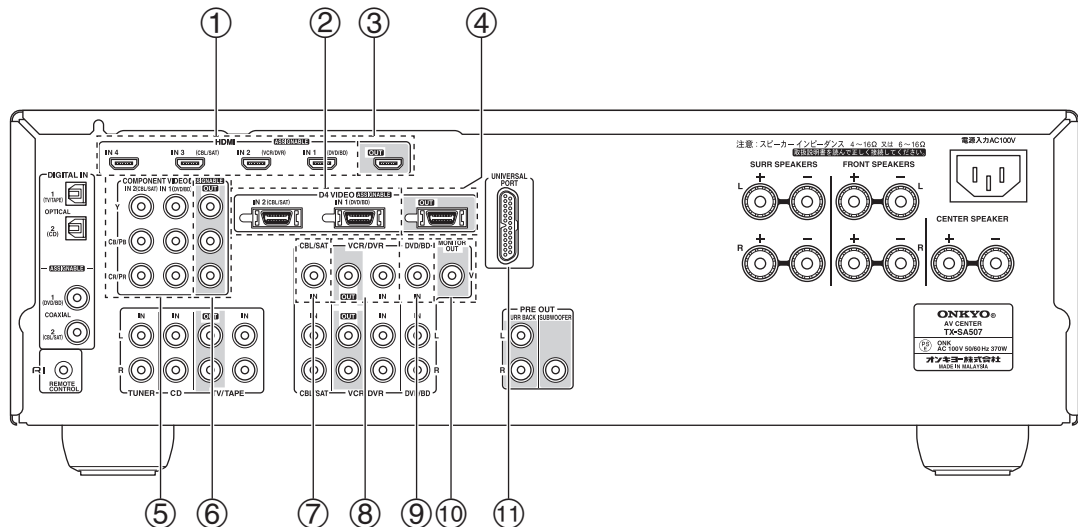 ① ② ③ ④
HDMI ASSIGNABLE
IN 4 IN 3 (CBL/SAT) IN 2 (VCR/DVR) IN 1 (DVD/BD) OUT
DIGITAL IN
1 (TV/TAPE)
OPTICAL
2 (CD)
ASSIGNABLE
1 (DVD/BD)
COAXIAL
2 (CBL/SAT)
RI
REMOTE CONTROL
COMPONENT VIDEO
IN 2 (CBL/SAT) IN 1 (DVD/BD) OUT
Y
CB/PB
CR/PR
D4 VIDEO ASSIGNABLE
IN 2 (CBL/SAT) IN 1 (DVD/BD) OUT
CBL/SAT VCR/DVR DVD/BD MONITOR OUT
V
IN OUT IN IN
IN IN OUT IN
L
R
TUNER CD TV/TAPE
IN OUT IN IN
L
R
CBL/SAT VCR/DVR DVD/BD
UNIVERSAL PORT
PRE OUT
SUBWOOFER
L
R
注意:スピーカーインピーダンス 4~16Ω 又は 6~16Ω
取扱説明書を読んで正しく接続してください。
SURR SPEAKERS FRONT SPEAKERS
+ − + −
L L
CENTER SPEAKER
+ − + − + −
R R
電源入力AC100V
ONKYO®
AV CENTER
TX-SA507
PS E
ONK
AC 100V 50/60 Hz 370W
オンキヨー株式会社
MADE IN MALAYSIA
⑤ ⑥ ⑦ ⑧ ⑨ ⑩ ⑪